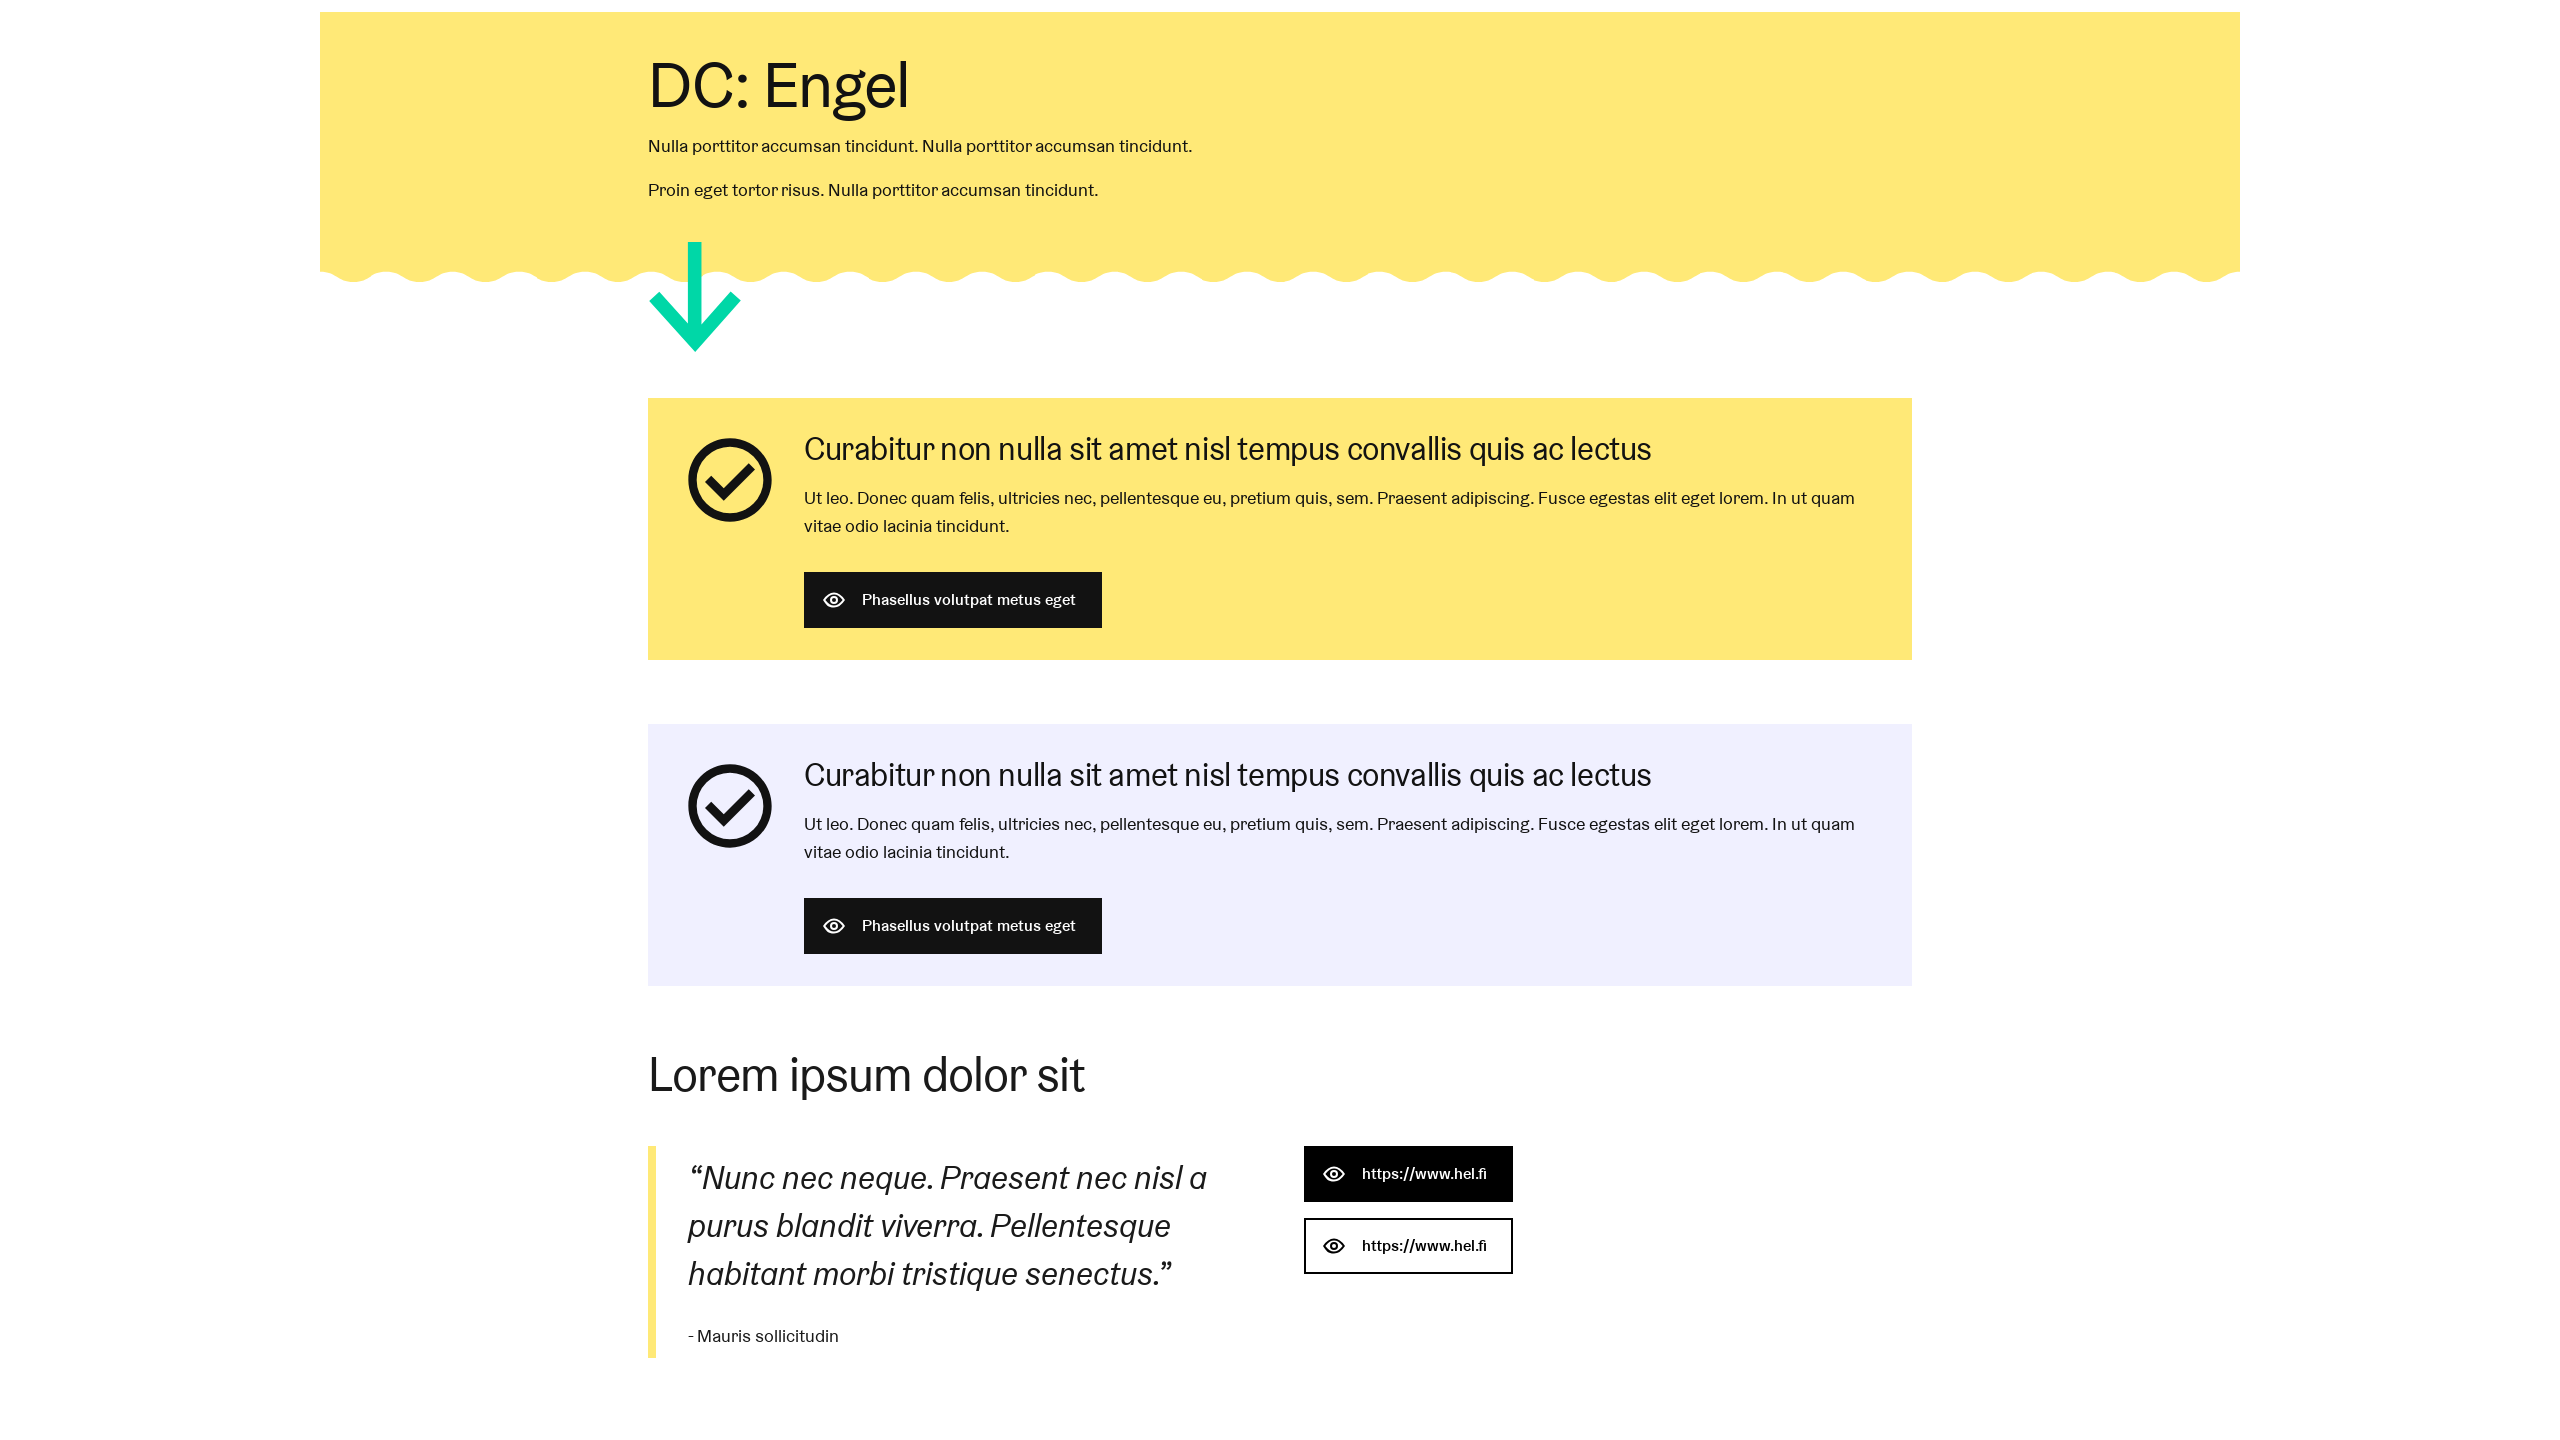 DC: Engel
Nulla porttitor accumsan tincidunt. Nulla porttitor accumsan tincidunt.
Proin eget tortor risus. Nulla porttitor accumsan tincidunt.
Curabitur non nulla sit amet nisl tempus convallis quis ac lectus
Ut leo. Donec quam felis, ultricies nec, pellentesque eu, pretium quis, sem. Praesent adipiscing. Fusce egestas elit eget lorem. In ut quam
vitae odio lacinia tincidunt.
Phasellus volutpat metus eget
Curabitur non nulla sit amet nisl tempus convallis quis ac lectus
Ut leo. Donec quam felis, ultricies nec, pellentesque eu, pretium quis, sem. Praesent adipiscing. Fusce egestas elit eget lorem. In ut quam
vitae odio lacinia tincidunt.
Phasellus volutpat metus eget
Lorem ipsum dolor sit
“Nunc nec neque. Praesent nec nisl a
purus blandit viverra. Pellentesque
habitant morbi tristique senectus.”
- Mauris sollicitudin
https://www.hel.fi
https://www.hel.fi